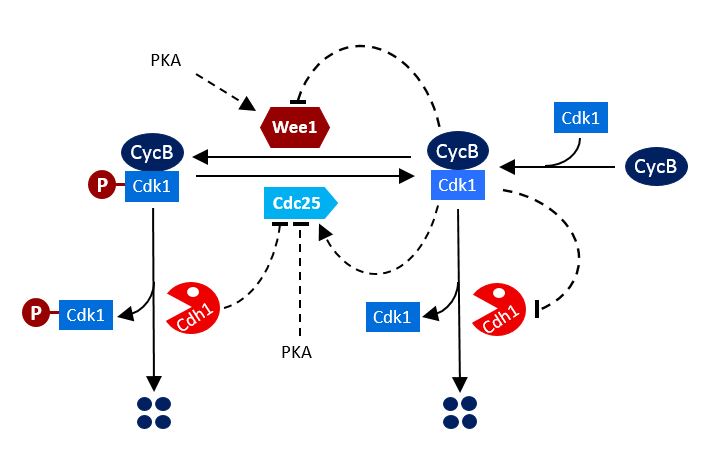 PKA
Cdk1
Wee1
CycB
CycB
CycB
P
Cdk1
Cdk1
Cdc25
P
Cdk1
Cdh1
Cdk1
Cdh1
PKA